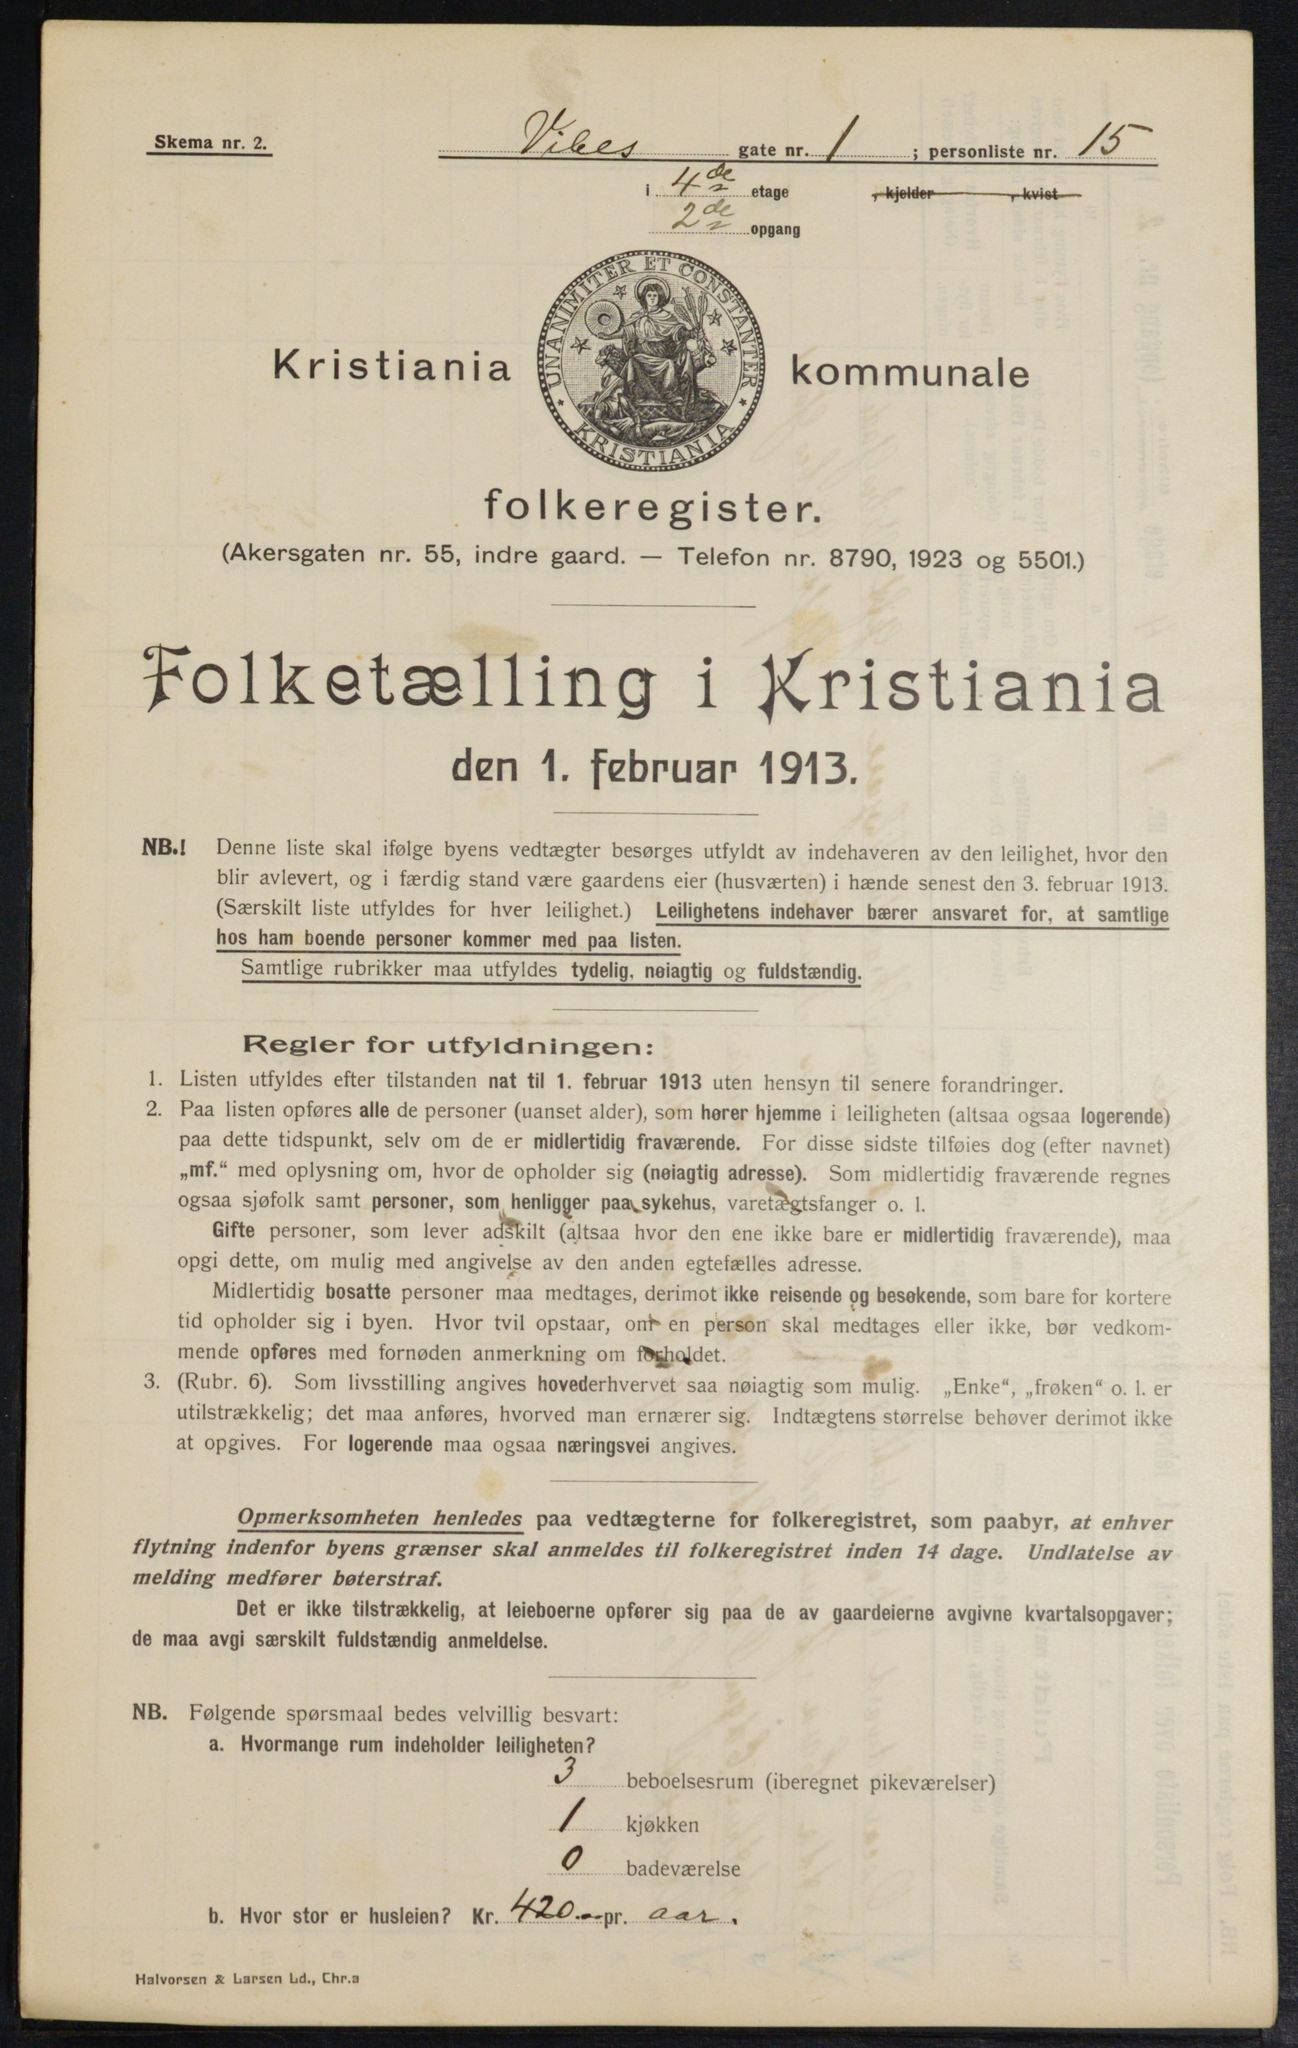 Skema nr. 2.
Vibes gate nr. 1 ; personliste nr. 15
i 4de etage , kjelder , kvist
2de opgang
UNANIMITER ET CONSTANTER
KRISTIANIA
Kristiania kommunale
folkeregister.
(Akersgaten nr. 55, indre gaard. — Telefon nr. 8790, 1923 og 5501.)
Folketælling i Kristiania
den 1. februar 1913.
NB.! Denne liste skal ifølge byens vedtægter besørges utfyldt av indehaveren av den leilighet, hvor den
blir avlevert, og i færdig stand være gaardens eier (husværten) i hænde senest den 3. februar 1913.
(Særskilt liste utfyldes for hver leilighet.) Leilighetens indehaver bærer ansvaret for, at samtlige
hos ham boende personer kommer med paa listen.
Samtlige rubrikker maa utfyldes tydelig, nøiagtig og fuldstændig.
Regler for utfyldningen:
1. Listen utfyldes efter tilstanden nat til 1. februar 1913 uten hensyn til senere forandringer.
2. Paa listen opføres alle de personer (uanset alder), som hører hjemme i leiligheten (altsaa ogsaa logerende)
paa dette tidspunkt, selv om de er midlertidig fraværende. For disse sidste tilføies dog (efter navnet)
„mf.“ med oplysning om, hvor de opholder sig (nøiagtig adresse). Som midlertidig fraværende regnes
ogsaa sjøfolk samt personer, som henligger paa sykehus, varetægtsfanger o. l.
Gifte personer, som lever adskilt (altsaa hvor den ene ikke bare er midlertidig fraværende), maa
opgi dette, om mulig med angivelse av den anden egtefælles adresse.
Midlertidig bosatte personer maa medtages, derimot ikke reisende og besøkende, som bare for kortere
tid opholder sig i byen. Hvor tvil opstaar, om en person skal medtages eller ikke, bør vedkom-
mende opføres med fornøden anmerkning om forholdet.
3. (Rubr. 6). Som livsstilling angives hovederhvervet saa nøiagtig som mulig. „Enke“, „frøken“ o. l. er
utilstrækkelig; det maa anføres, hvorved man ernærer sig. Indtægtens størrelse behøver derimot ikke
at opgives. For logerende maa ogsaa næringsvei angives.
Opmerksomheten henledes paa vedtægterne for folkeregistret, som paabyr, at enhver
flytning indenfor byens grænser skal anmeldes til folkeregistret inden 14 dage. Undlatelse av
melding medfører bøterstraf.
Det er ikke tilstrækkelig, at leieboerne opfører sig paa de av gaardeierne avgivne kvartalsopgaver;
de maa avgi særskilt fuldstændig anmeldelse.
NB. Følgende spørsmaal bedes velvillig besvart:
a. Hvormange rum indeholder leiligheten?
3 beboelsesrum (iberegnet pikeværelser)
1 kjøkken
0 badeværelse
b. Hvor stor er husleien? Kr. 420.- pr. aar.
Halvorsen & Larsen Ld., Chr.a